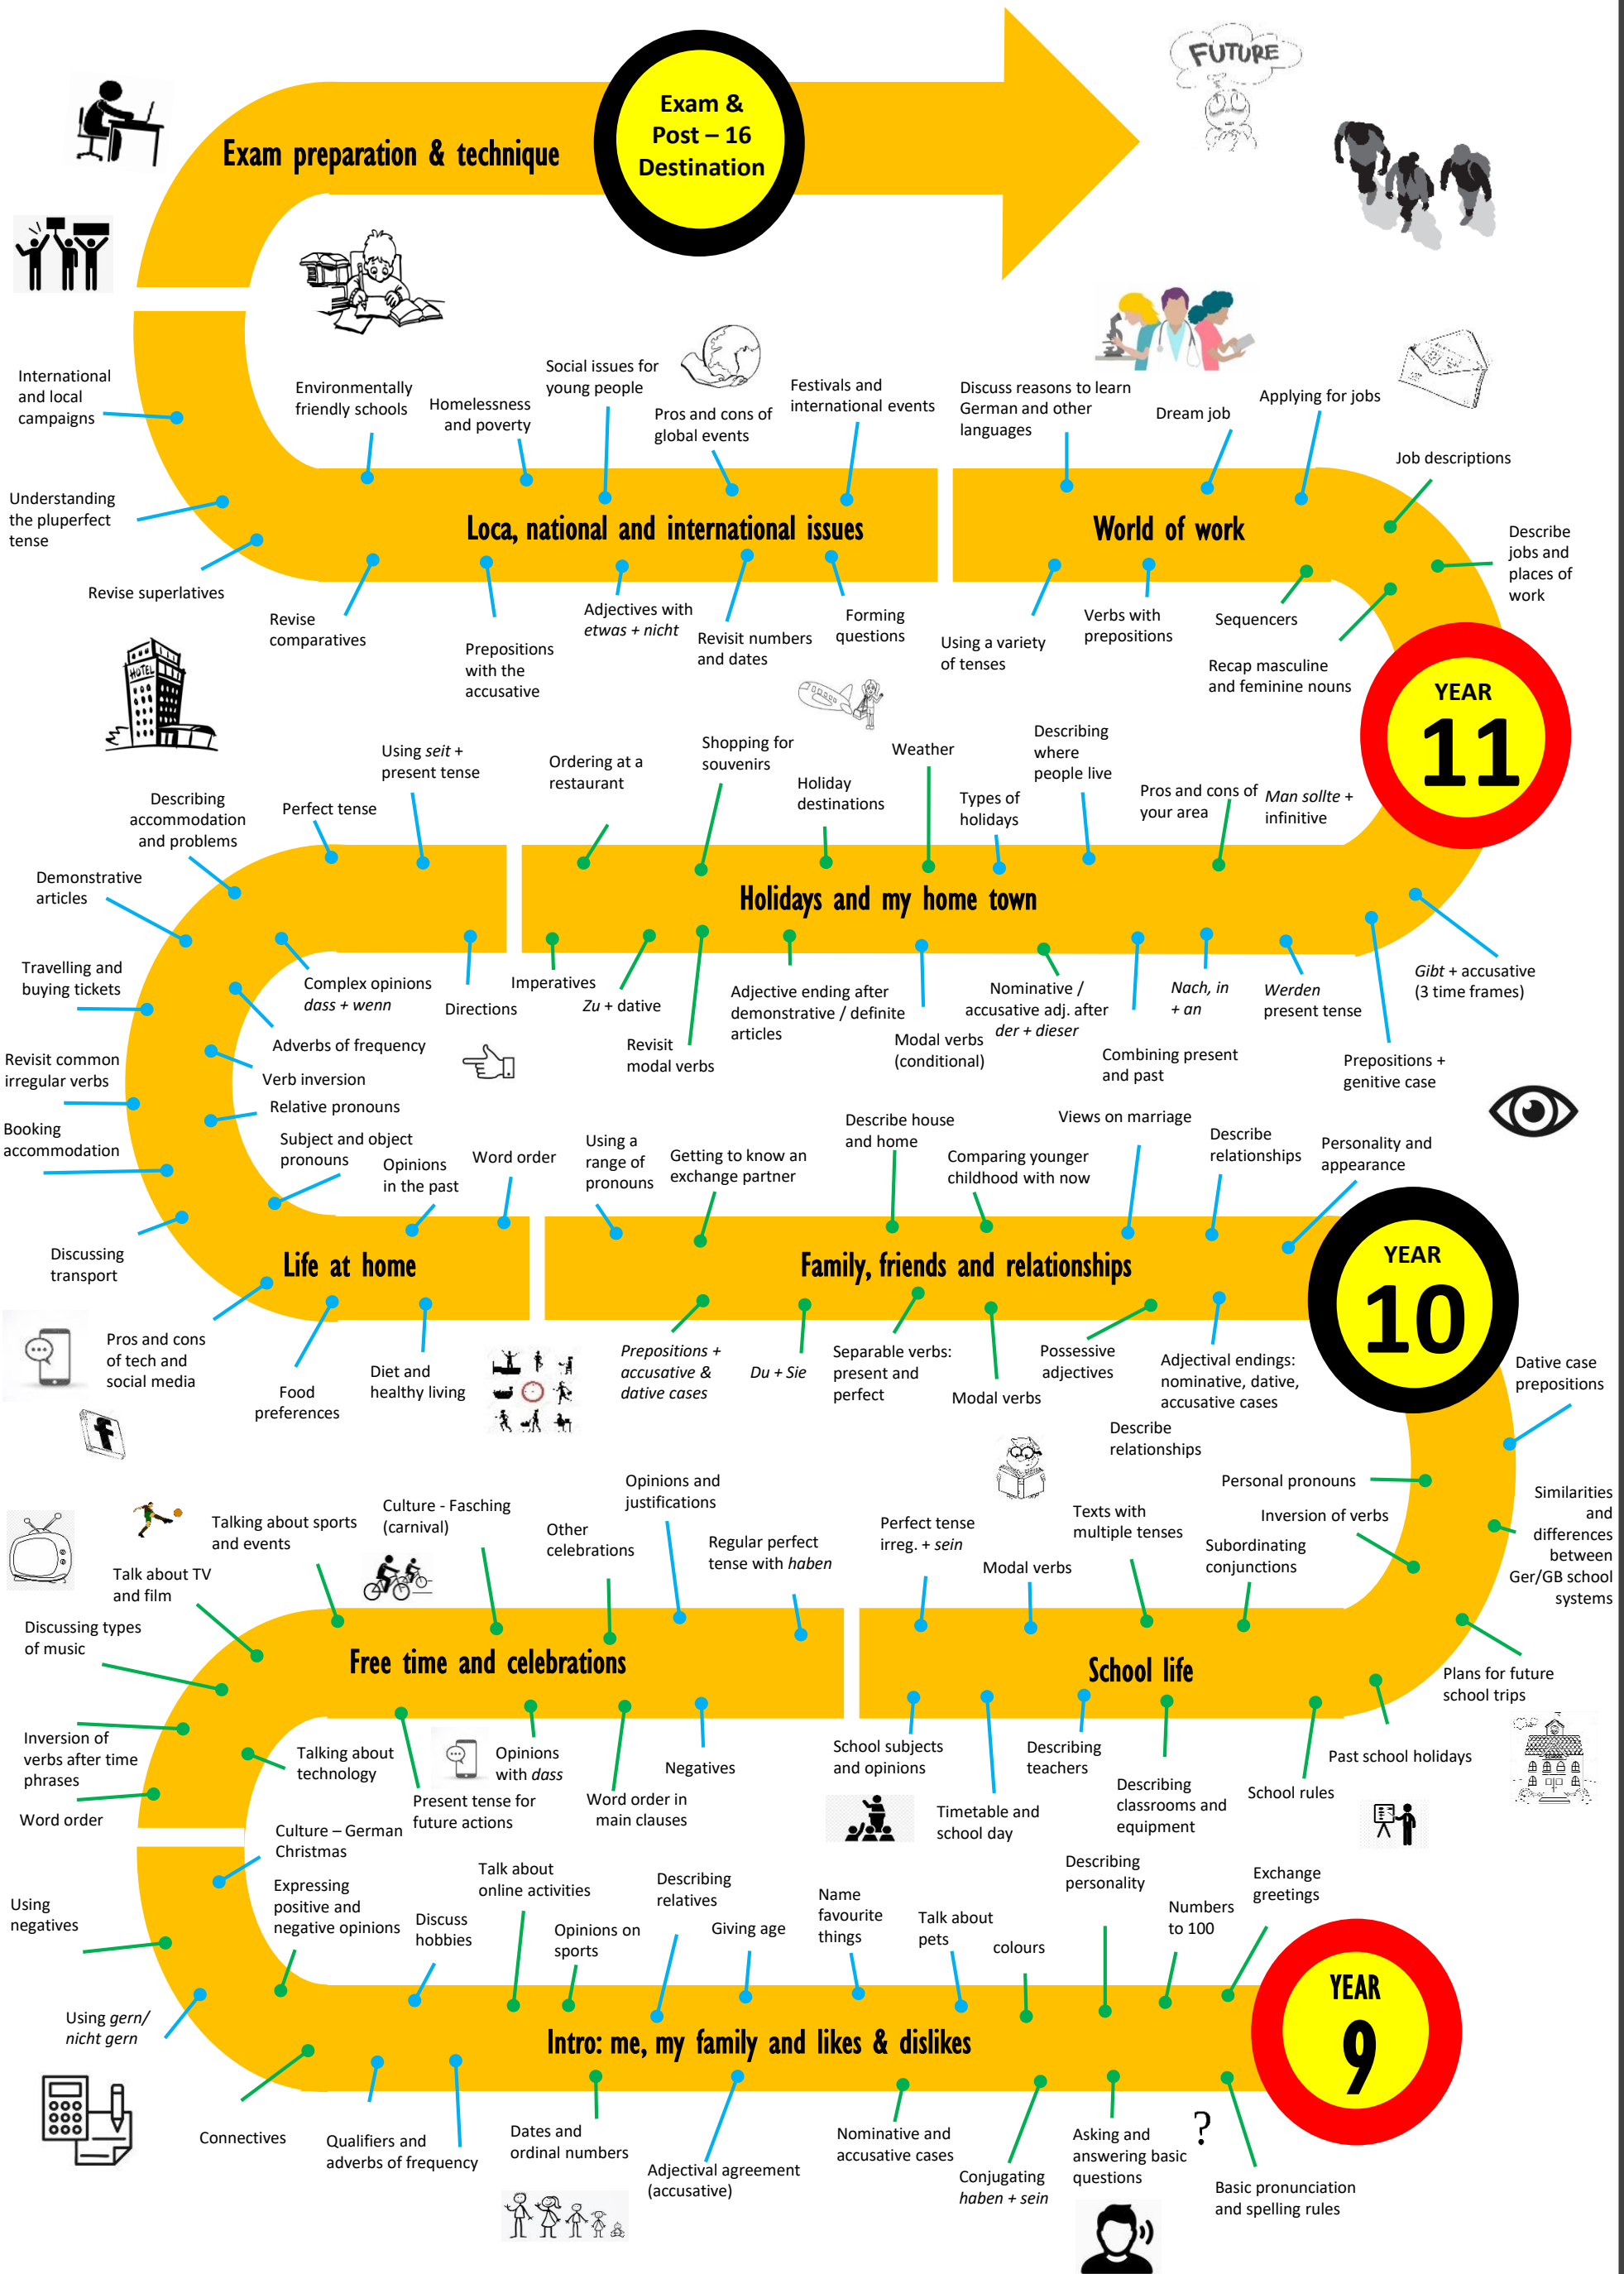 FUTURE
Exam &
Post – 16
Destination
Exam preparation & technique
International
and local
campaigns
Environmentally
friendly schools
Homelessness
and poverty
Social issues for
young people
Pros and cons of
global events
Festivals and
international events
Discuss reasons to learn
German and other
languages
Dream job
Applying for jobs
Job descriptions
Describe
jobs and
places of
work
Understanding
the pluperfect
tense
Loca, national and international issues
World of work
Revise superlatives
Revise
comparatives
Prepositions
with the
accusative
Adjectives with
etwas + nicht
Revisit numbers
and dates
Forming
questions
Using a variety
of tenses
Verbs with
prepositions
Sequencers
Recap masculine
and feminine nouns
YEAR
11
HOTEL
Describing
accommodation
and problems
Perfect tense
Using seit +
present tense
Ordering at a
restaurant
Shopping for
souvenirs
Holiday
destinations
Weather
Types of
holidays
Describing
where
people live
Pros and cons of
your area
Man sollte +
infinitive
Demonstrative
articles
Holidays and my home town
Travelling and
buying tickets
Complex opinions
dass + wenn
Directions
Imperatives
Zu + dative
Revisit
modal verbs
Adjective ending after
demonstrative / definite
articles
Modal verbs
(conditional)
Nominative /
accusative adj. after
der + dieser
Combining present
and past
Nach, in
+ an
Werden
present tense
Prepositions +
genitive case
Gibt + accusative
(3 time frames)
Adverbs of frequency
Verb inversion
Revisit common
irregular verbs
Relative pronouns
Booking
accommodation
Subject and object
pronouns
Opinions
in the past
Word order
Using a
range of
pronouns
Getting to know an
exchange partner
Describe house
and home
Comparing younger
childhood with now
Views on marriage
Describe
relationships
Personality and
appearance
Discussing
transport
Life at home
Family, friends and relationships
YEAR
10
Pros and cons
of tech and
social media
Food
preferences
Diet and
healthy living
Prepositions +
accusative &
dative cases
Du + Sie
Separable verbs:
present and
perfect
Modal verbs
Possessive
adjectives
Adjectival endings:
nominative, dative,
accusative cases
Describe
relationships
Dative case
prepositions
f
Personal pronouns
Similarities
and
differences
between
Ger/GB school
systems
Inversion of verbs
Subordinating
conjunctions
Texts with
multiple tenses
Modal verbs
Perfect tense
irreg. + sein
Regular perfect
tense with haben
Opinions and
justifications
Other
celebrations
Culture - Fasching
(carnival)
Talking about sports
and events
Talk about TV
and film
Discussing types
of music
Free time and celebrations
School life
Plans for future
school trips
Inversion of
verbs after time
phrases
Word order
Talking about
technology
Present tense for
future actions
Opinions
with dass
Word order in
main clauses
Negatives
School subjects
and opinions
Timetable and
school day
Describing
teachers
Describing
classrooms and
equipment
School rules
Past school holidays
Culture – German
Christmas
Using
negatives
Expressing
positive and
negative opinions
Discuss
hobbies
Talk about
online activities
Opinions on
sports
Describing
relatives
Giving age
Name
favourite
things
Talk about
pets
colours
Describing
personality
Numbers
to 100
Exchange
greetings
Using gern/
nicht gern
Intro: me, my family and likes & dislikes
YEAR
9
Connectives
Qualifiers and
adverbs of frequency
Dates and
ordinal numbers
Adjectival agreement
(accusative)
Nominative and
accusative cases
Conjugating
haben + sein
Asking and
answering basic
questions
?
Basic pronunciation
and spelling rules